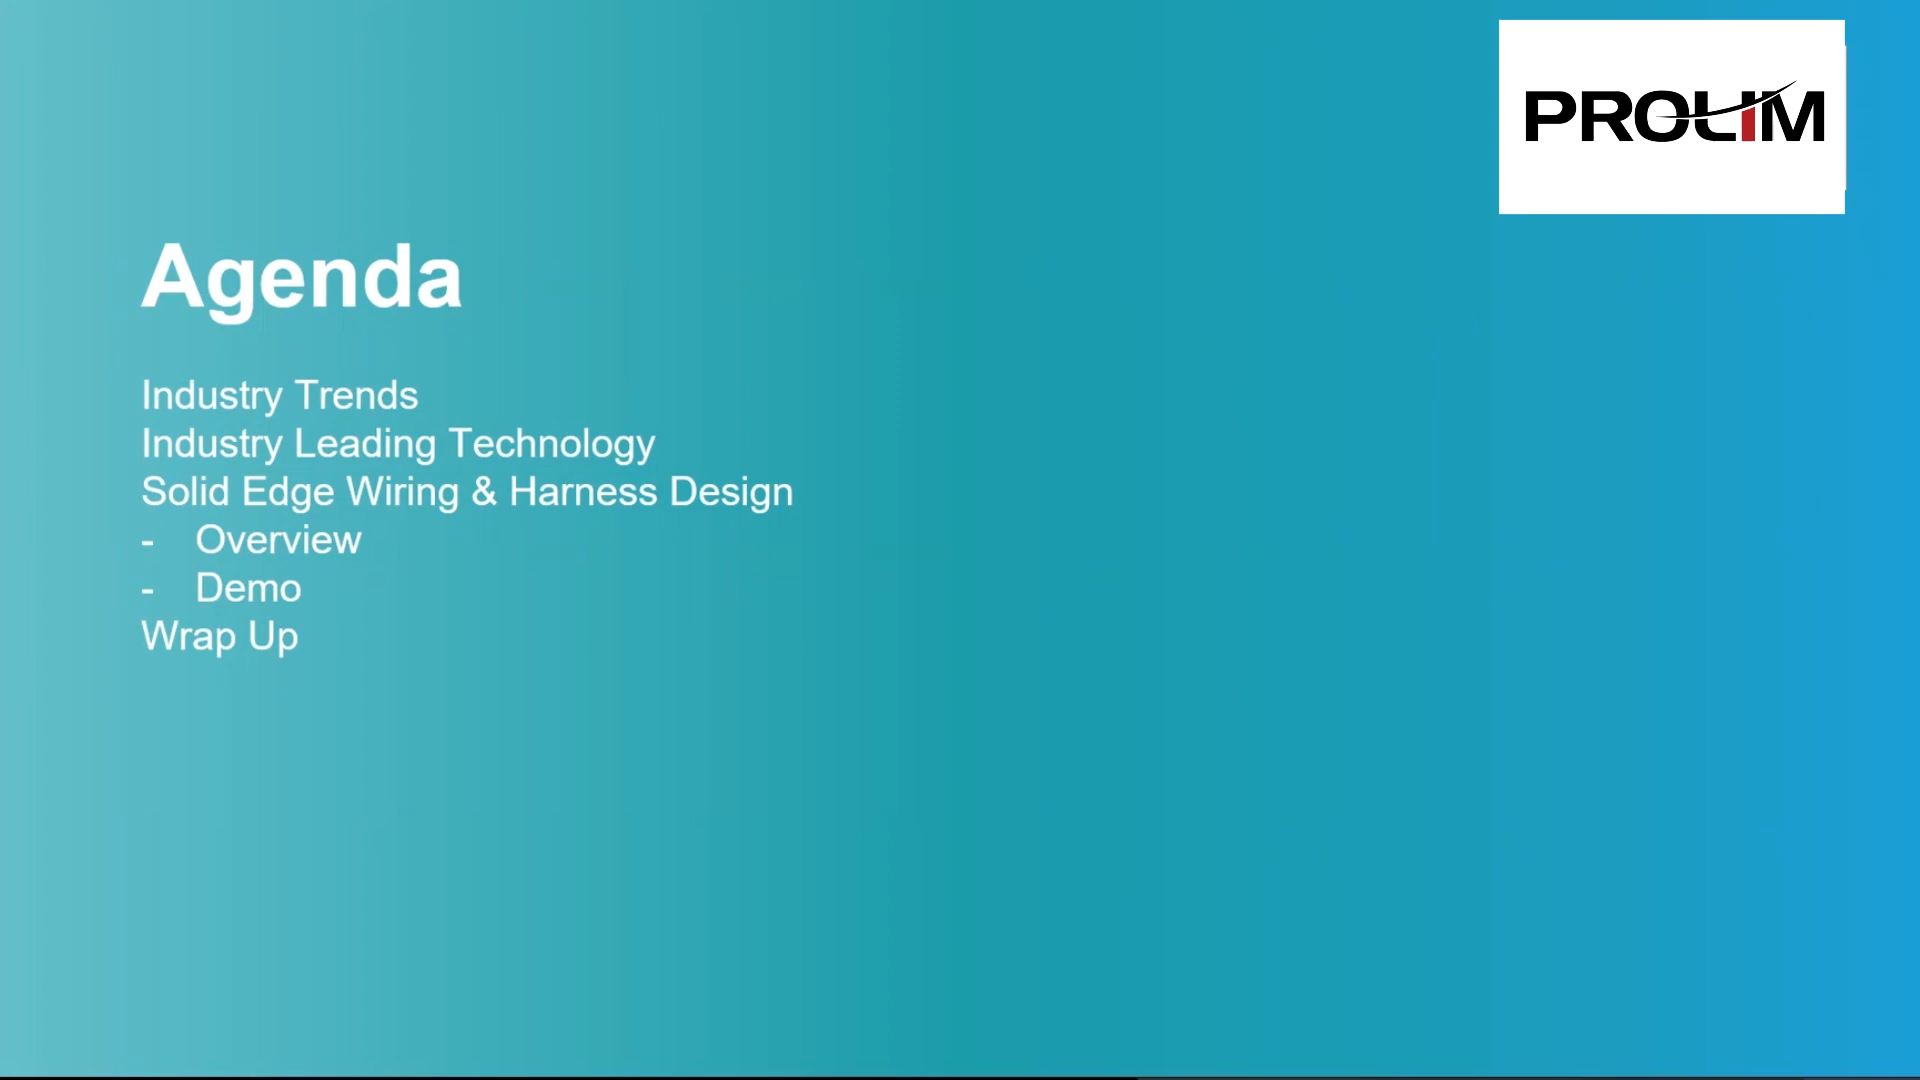 PROLIM
Agenda
Industry Trends
Industry Leading Technology
Solid Edge Wiring & Harness Design
- Overview
- Demo
Wrap Up